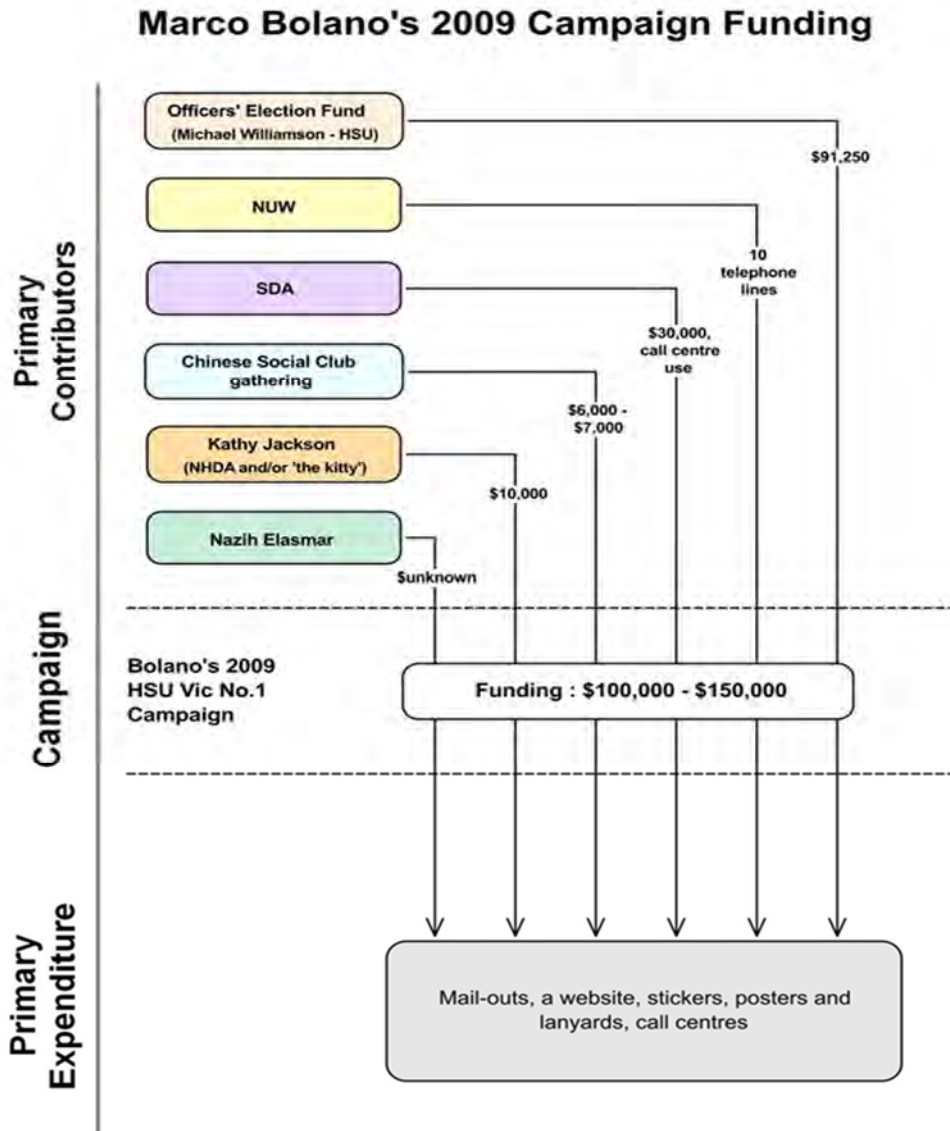 Marco Bolano's 2009 Campaign Funding
Primary
Contributors
Officers' Election Fund
(Michael Williamson - HSU)
$91,250
NUW
10
telephone
lines
SDA
$30,000,
call centre
use
Chinese Social Club
gathering
$6,000 -
$7,000
Kathy Jackson
(NHDA and/or 'the kitty')
$10,000
Nazih Elasmar
$unknown
Campaign
Bolano's 2009
HSU Vic No.1
Campaign
Funding : $100,000 - $150,000
Primary
Expenditure
Mail-outs, a website, stickers, posters and
lanyards, call centres